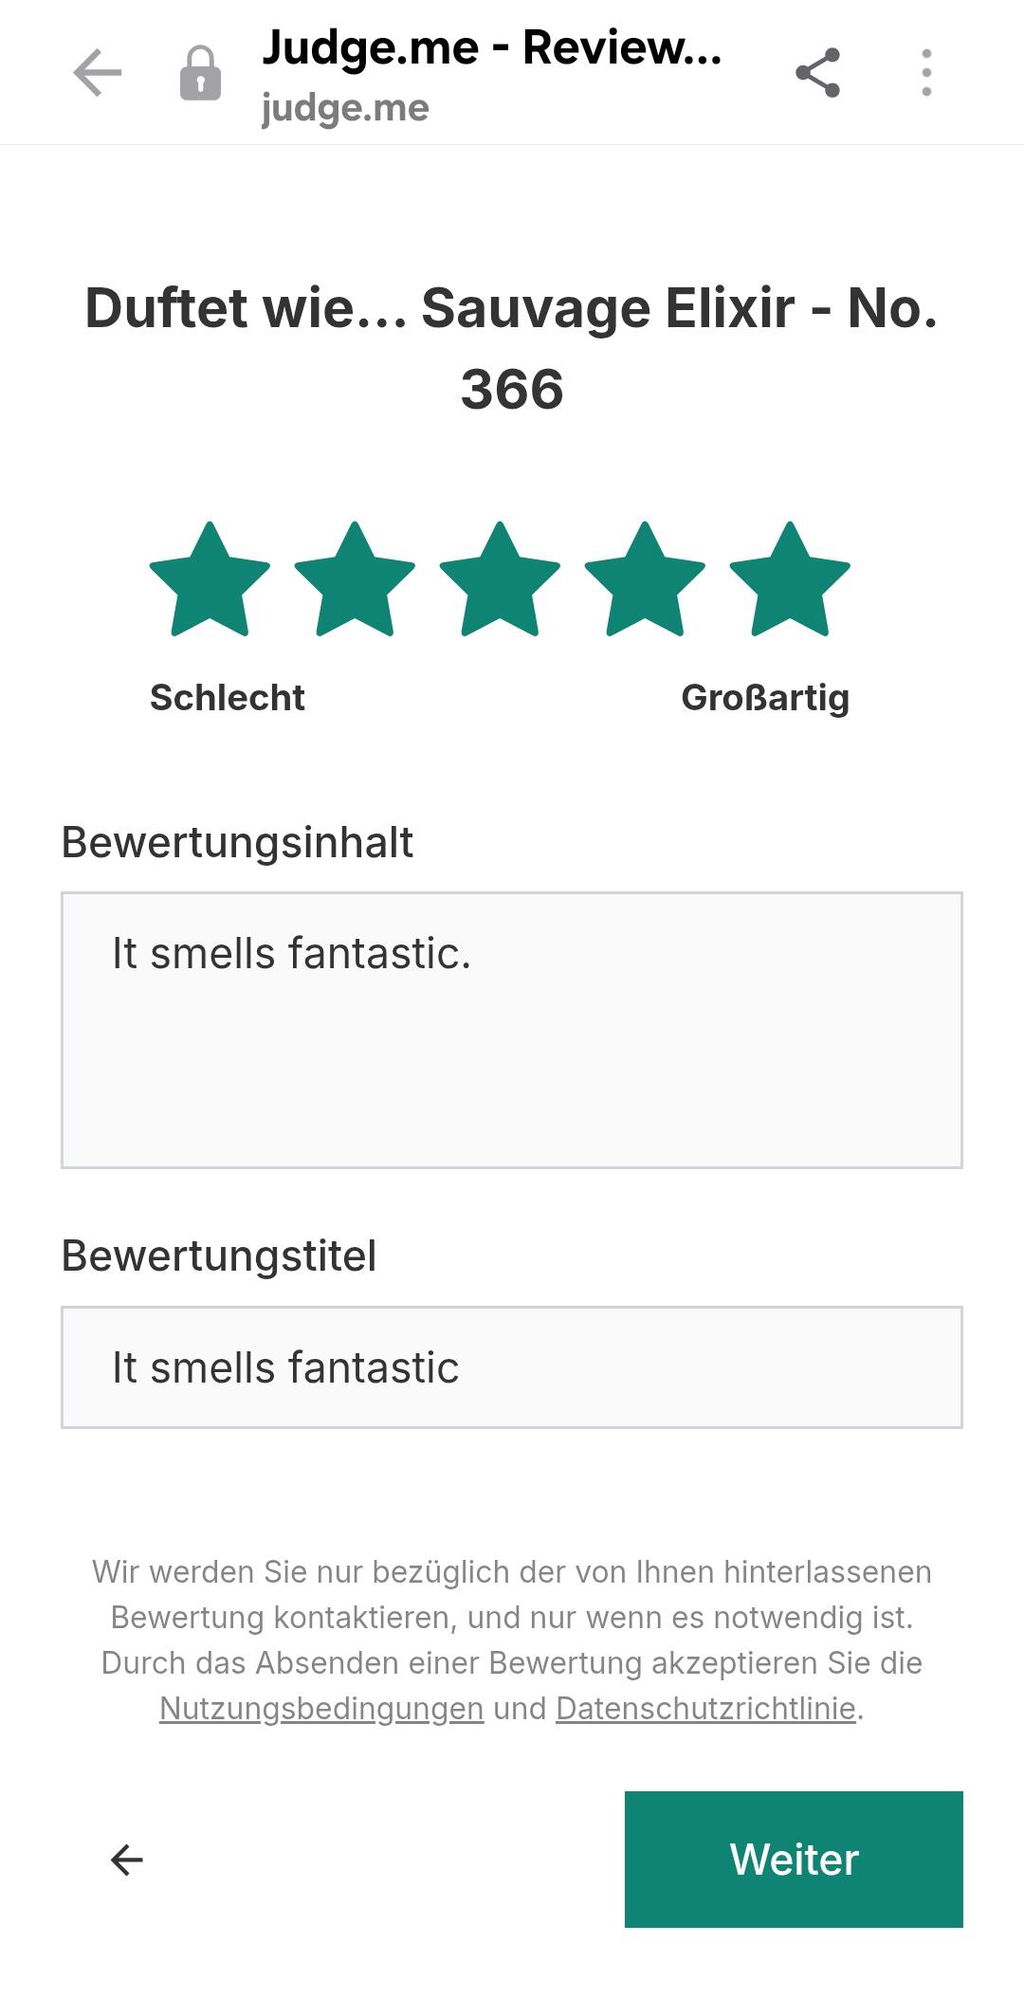 Judge.me - Review...
judge.me
Duftet wie... Sauvage Elixir - No.
366
Schlecht
Großartig
Bewertungsinhalt
It smells fantastic.
Bewertungstitel
It smells fantastic
Wir werden Sie nur bezüglich der von Ihnen hinterlassenen
Bewertung kontaktieren, und nur wenn es notwendig ist.
Durch das Absenden einer Bewertung akzeptieren Sie die
Nutzungsbedingungen und Datenschutzrichtlinie.
Weiter